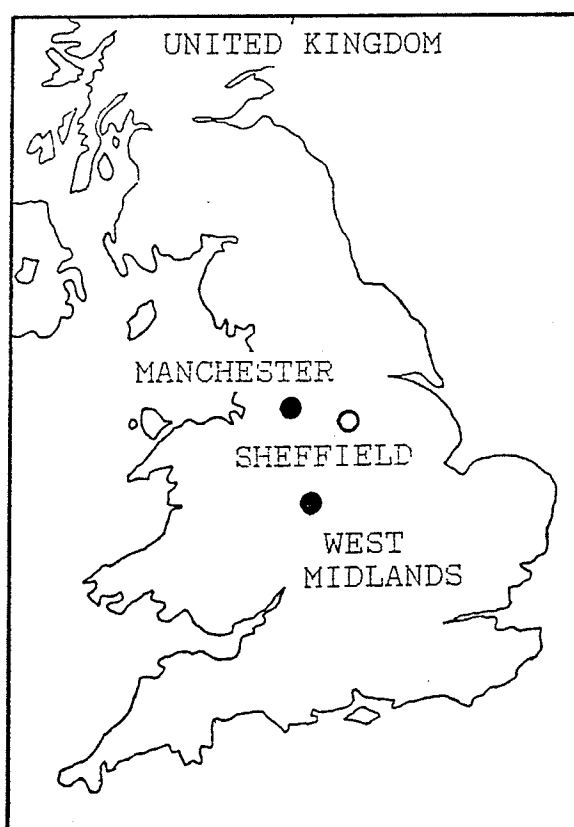 UNITED KINGDOM
MANCHESTER
SHEFFIELD
WEST
MIDLANDS